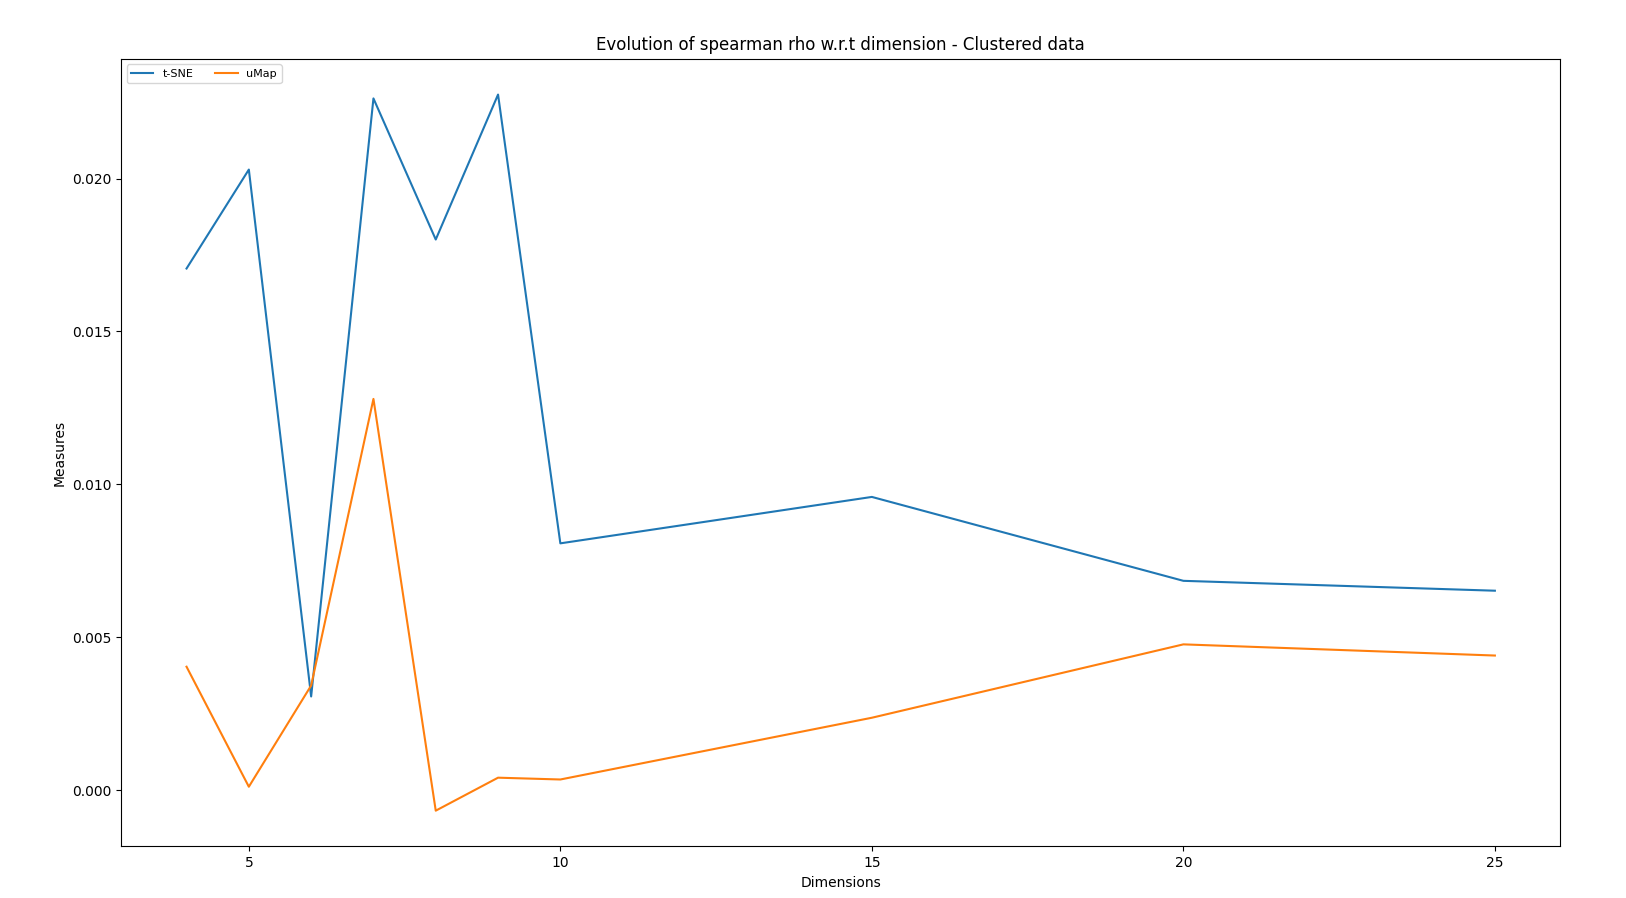 Evolution of spearman rho w.r.t dimension - Clustered data
t-SNE uMap
0.020
0.015
0.010
0.005
0.000
Measures
5 10 15 20 25
Dimensions